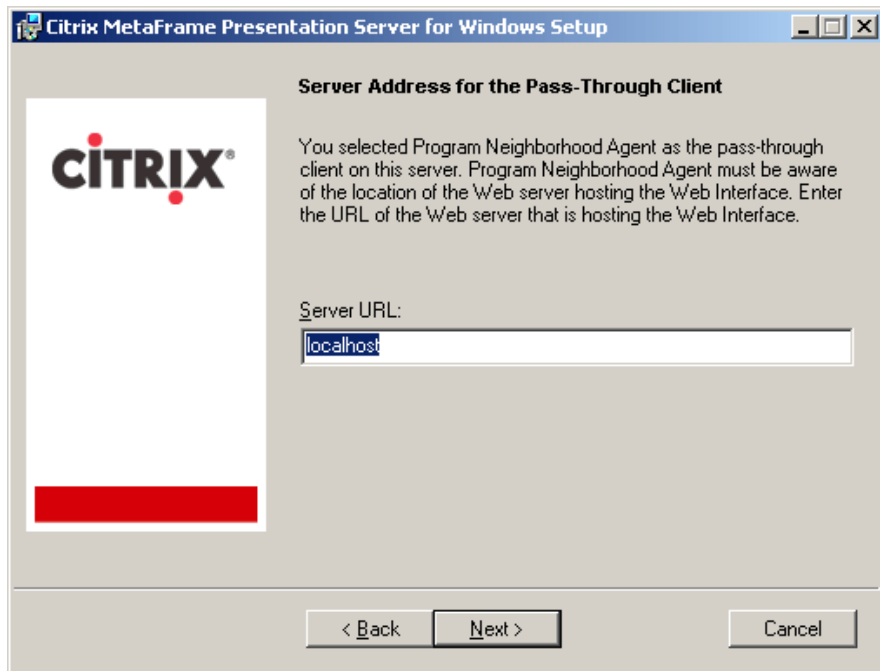 Citrix MetaFrame Presentation Server for Windows Setup
Server Address for the Pass-Through Client
CITRIX®
You selected Program Neighborhood Agent as the pass-through
client on this server. Program Neighborhood Agent must be aware
of the location of the Web server hosting the Web Interface. Enter
the URL of the Web server that is hosting the Web Interface.
Server URL:
localhost
< Back
Next >
Cancel